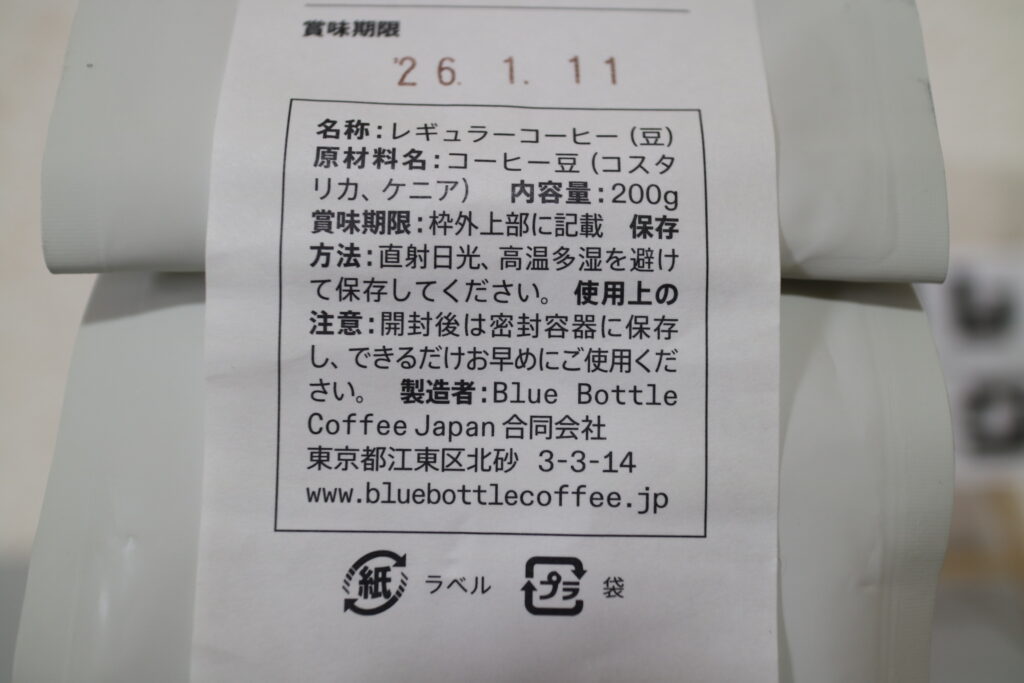 賞味期限
'26. 1. 11
名称:レギュラーコーヒー(豆)
原材料名:コーヒー豆(コスタ
リカ、ケニア) 内容量:200g
賞味期限:枠外上部に記載 保存
方法:直射日光、高温多湿を避け
て保存してください。 使用上の
注意:開封後は密封容器に保存
し、できるだけお早めにご使用くだ
さい。 製造者:Blue Bottle
Coffee Japan 合同会社
東京都江東区北砂 3-3-14
www.bluebottlecoffee.jp
紙 ラベル プラ 袋